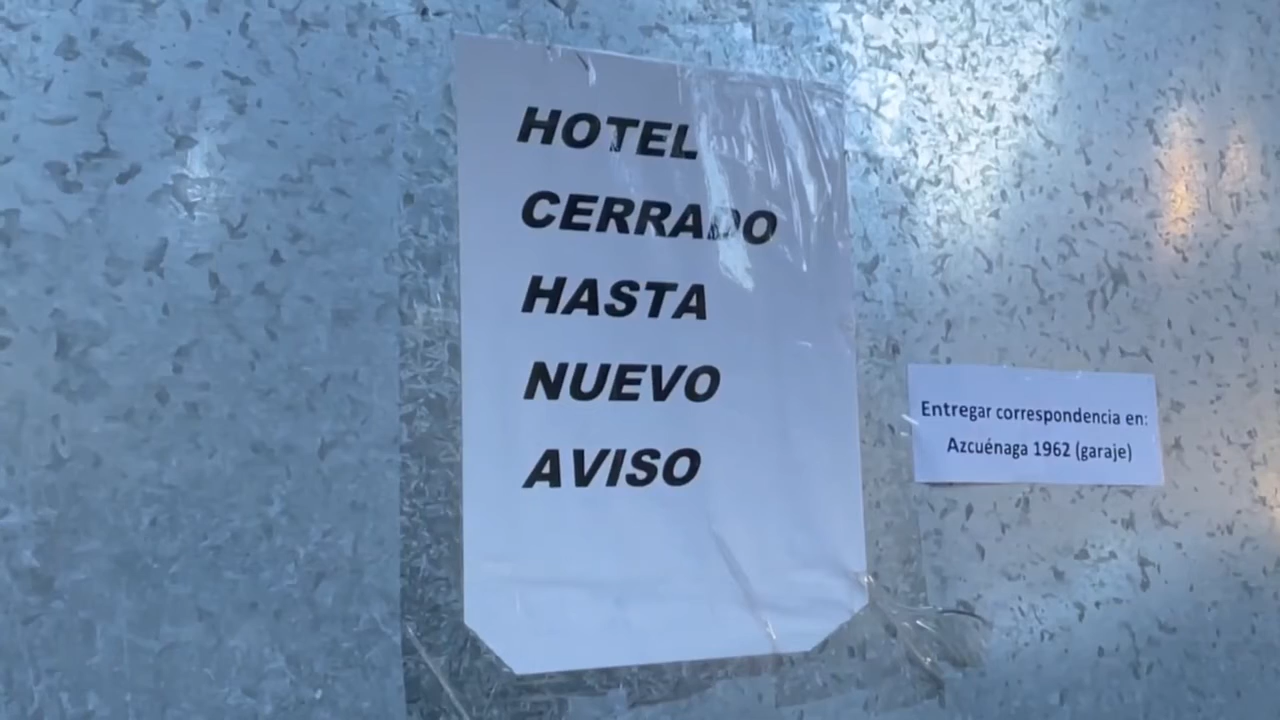 HOTEL
CERRADO
HASTA
NUEVO
AVISO
Entregar correspondencia en:
Azcuénaga 1962 (garaje)